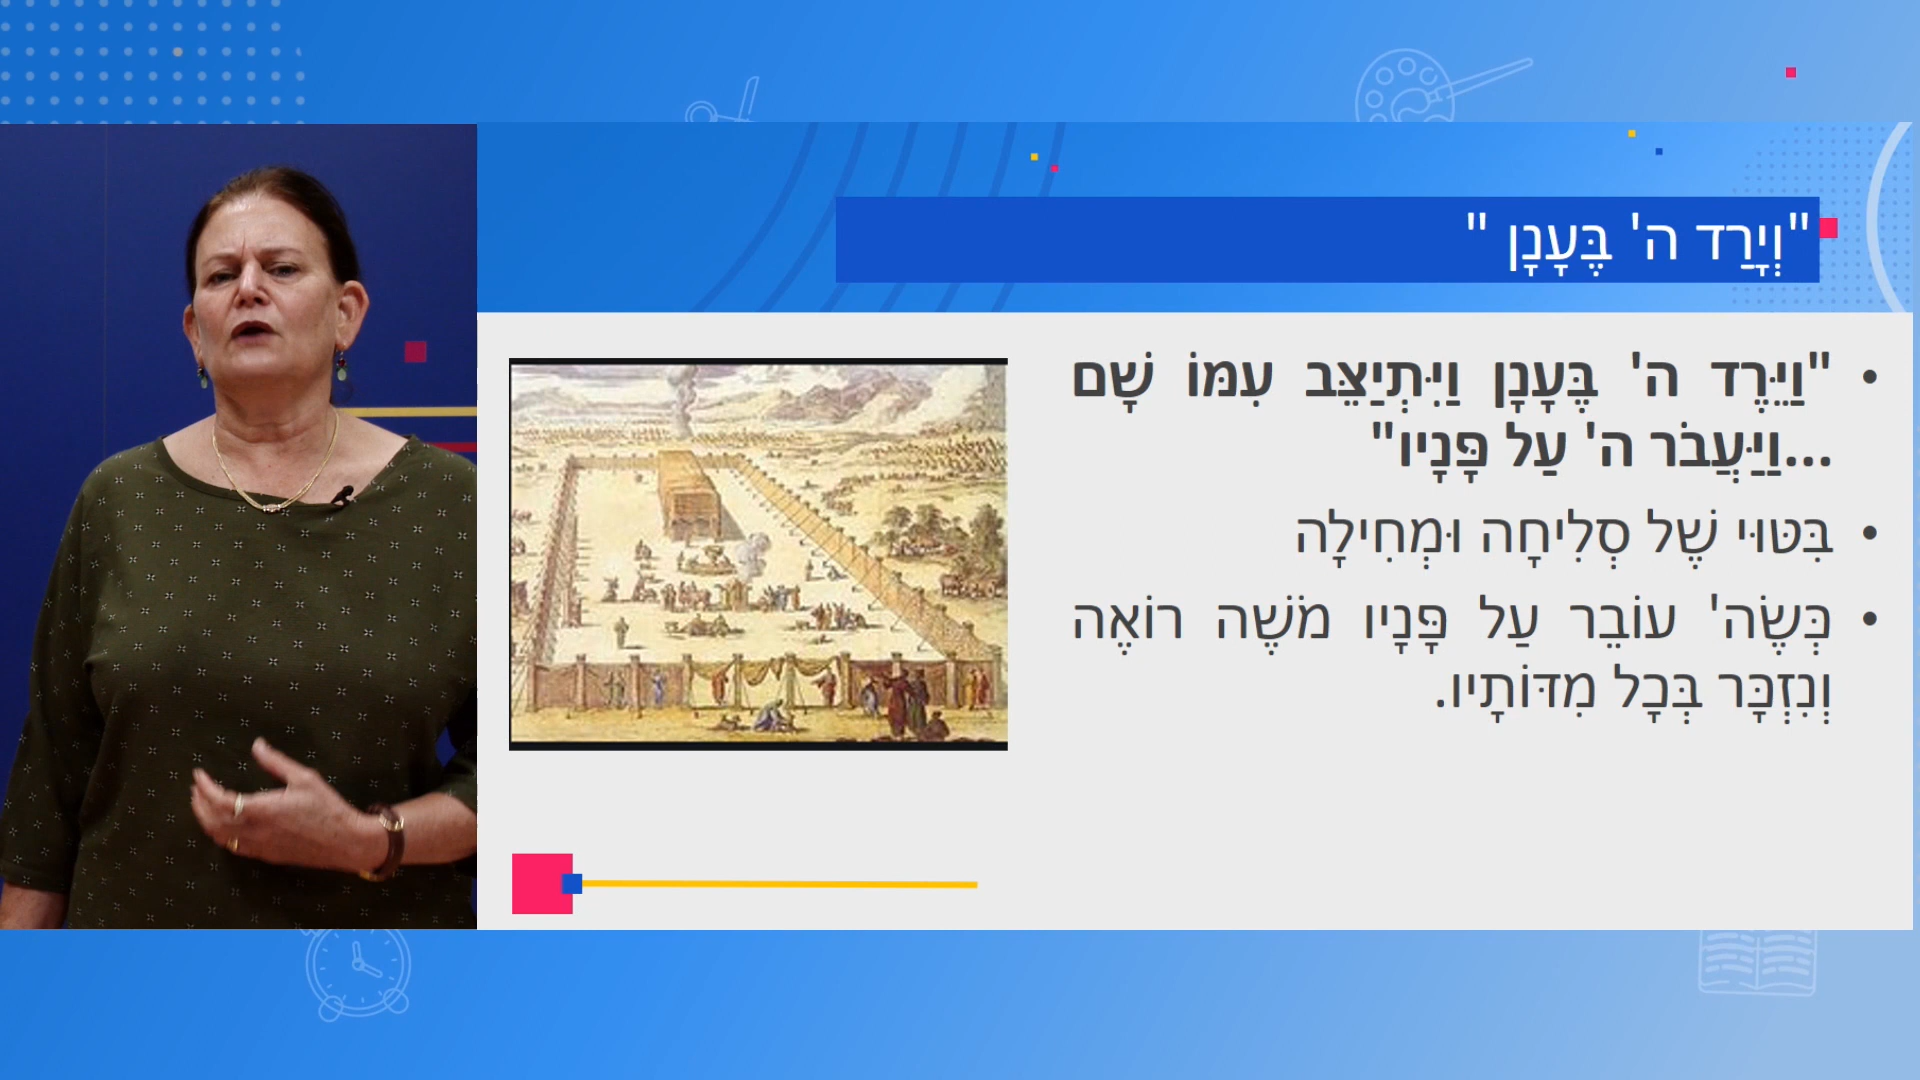 "וְיָרַד ה' בֶּעָנָן "
• "וַיֵּרֶד ה' בֶּעָנָן וַיִּתְיַצֵּב עִמּוֹ שָׁם
...וַיַּעֲבֹר ה' עַל פָּנָיו"
• בִּטּוּי שֶׁל סְלִיחָה וּמְחִילָה
• כְּשֶׂה' עוֹבֵר עַל פָּנָיו מֹשֶׁה רוֹאֶה
וְנִזְכָּר בְּכָל מִדּוֹתָיו.